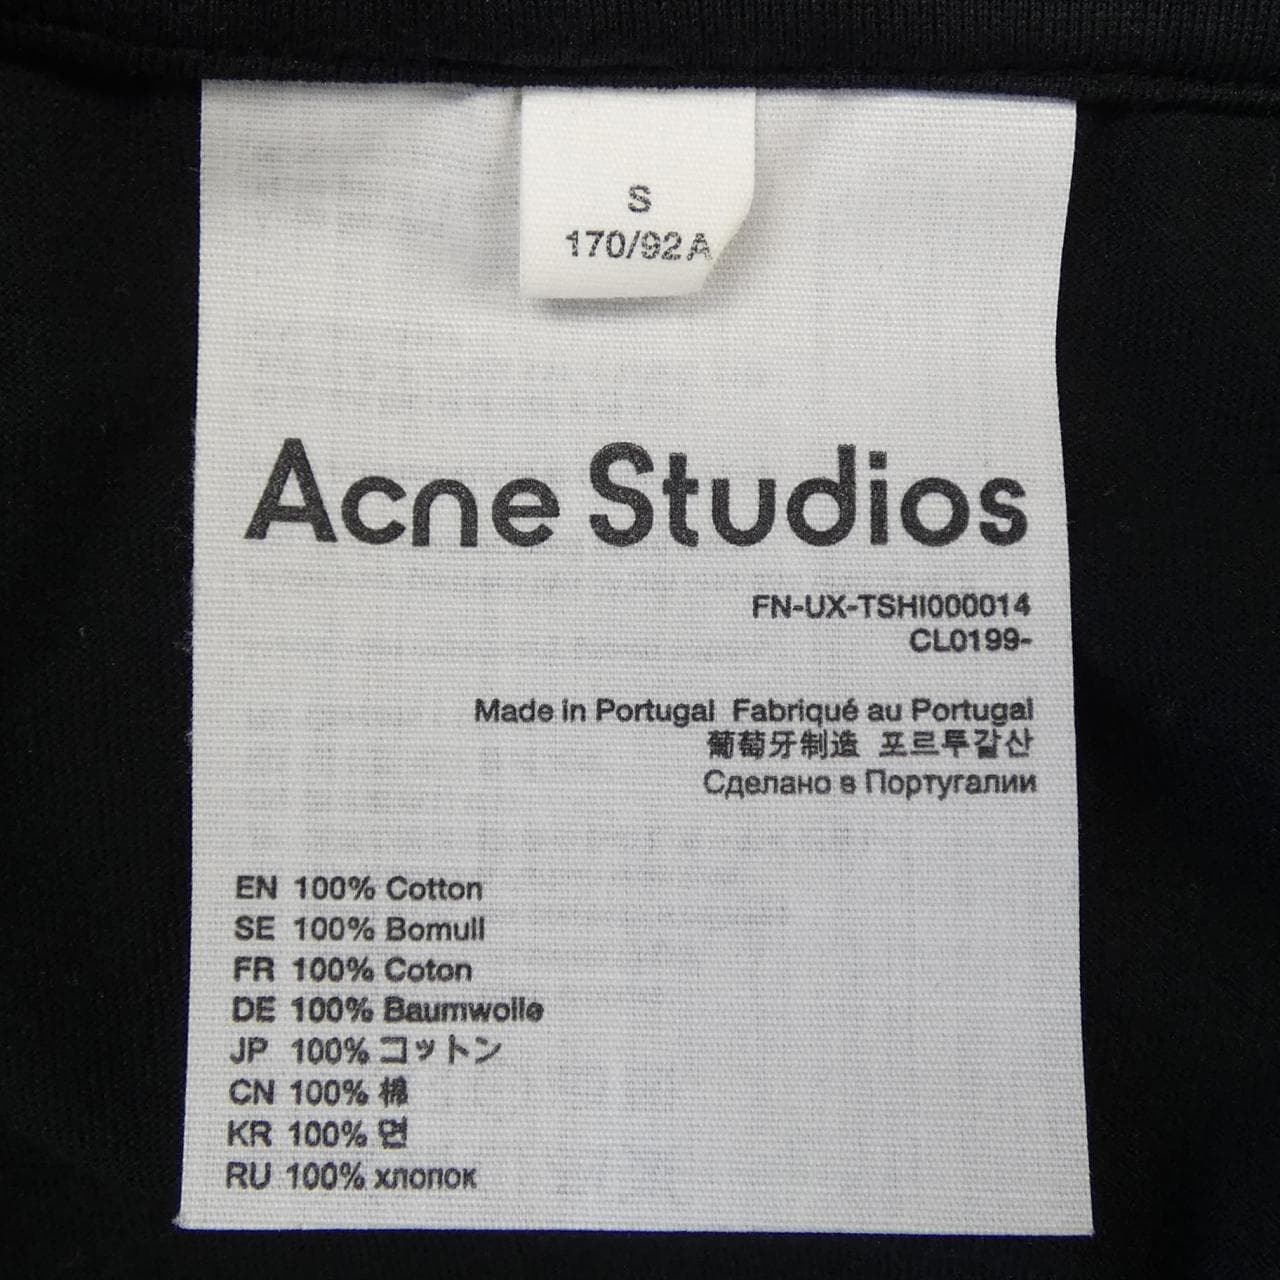 S
170/92A
Acne Studios
FN-UX-TSHI000014
CL0199-
Made in Portugal Fabriqué au Portugal
葡萄牙制造 포르투갈산
Сделано в Португалии
EN 100% Cotton
SE 100% Bomull
FR 100% Coton
DE 100% Baumwolle
JP 100% コットン
CN 100% 棉
KR 100% 면
RU 100% хлопок